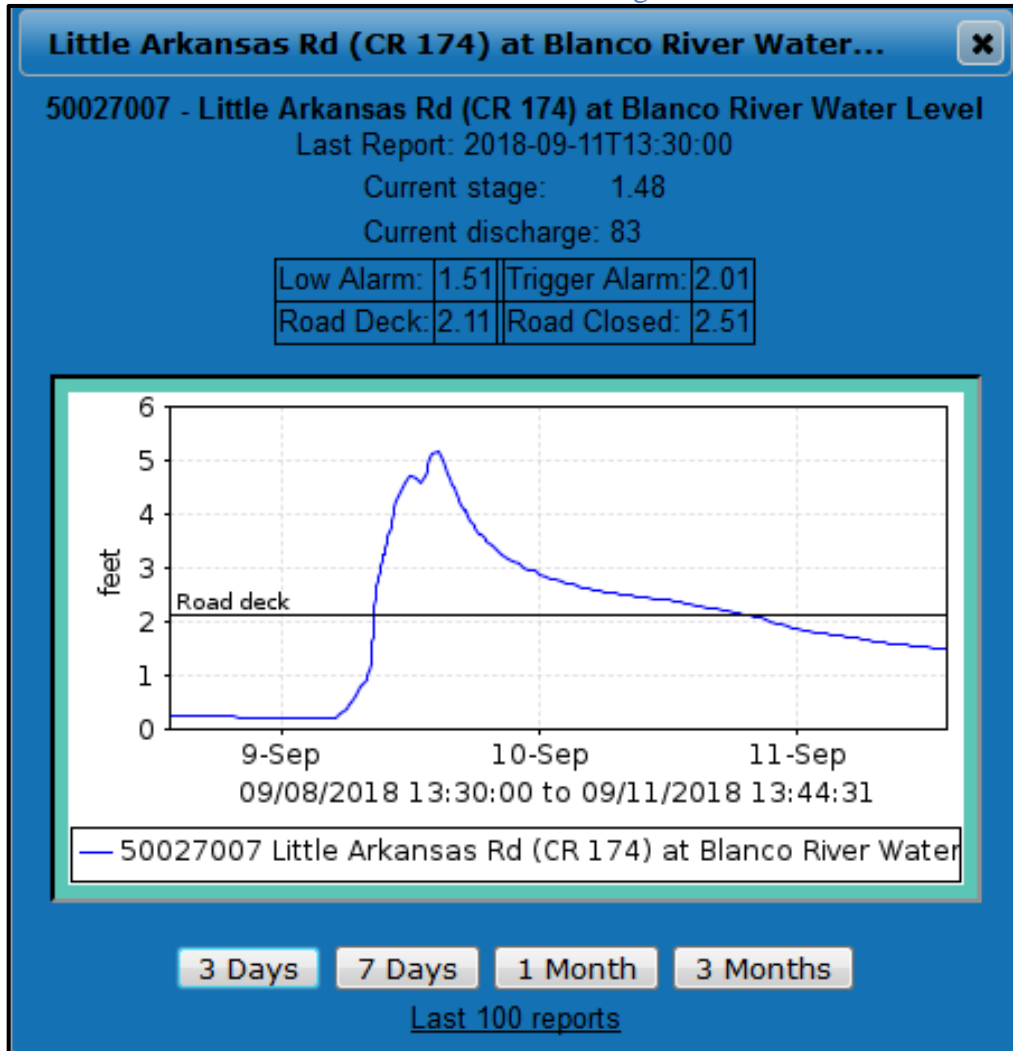 Little Arkansas Rd (CR 174) at Blanco River Water...
50027007 - Little Arkansas Rd (CR 174) at Blanco River Water Level
Last Report: 2018-09-11T13:30:00
Current stage: 1.48
Current discharge: 83
Low Alarm: 1.51 Trigger Alarm: 2.01
Road Deck: 2.11 Road Closed: 2.51
6
5
4
3
2
1
0
feet
Road deck
9-Sep 10-Sep 11-Sep
09/08/2018 13:30:00 to 09/11/2018 13:44:31
50027007 Little Arkansas Rd (CR 174) at Blanco River Water
3 Days 7 Days 1 Month 3 Months
Last 100 reports